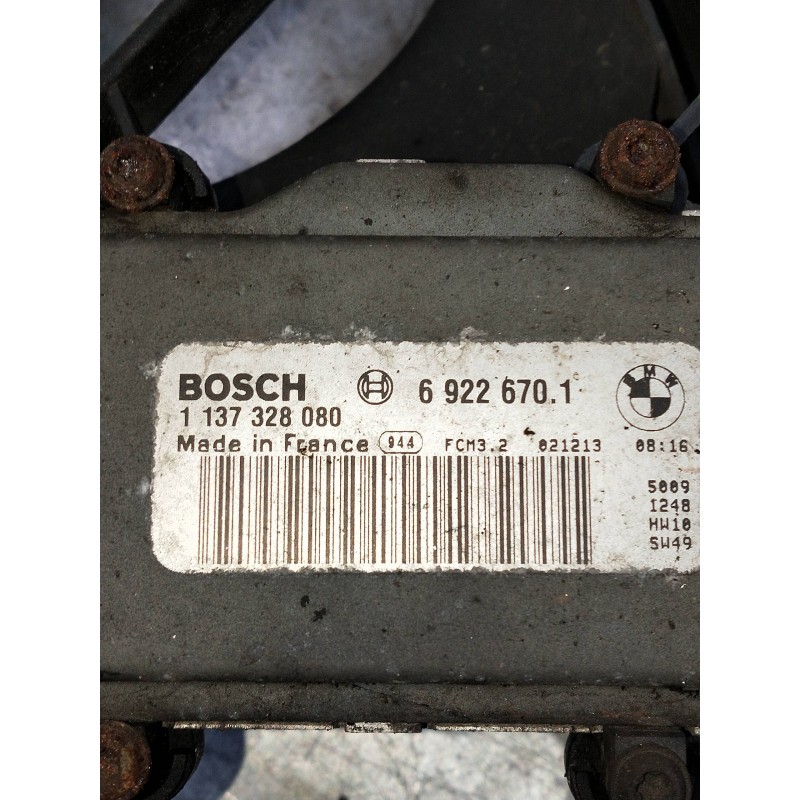 BOSCH 6 922 670.1 BMW
1 137 328 080
Made in France 944 FCM3.2 021213 08:16
5009
I248
HW10
SW49